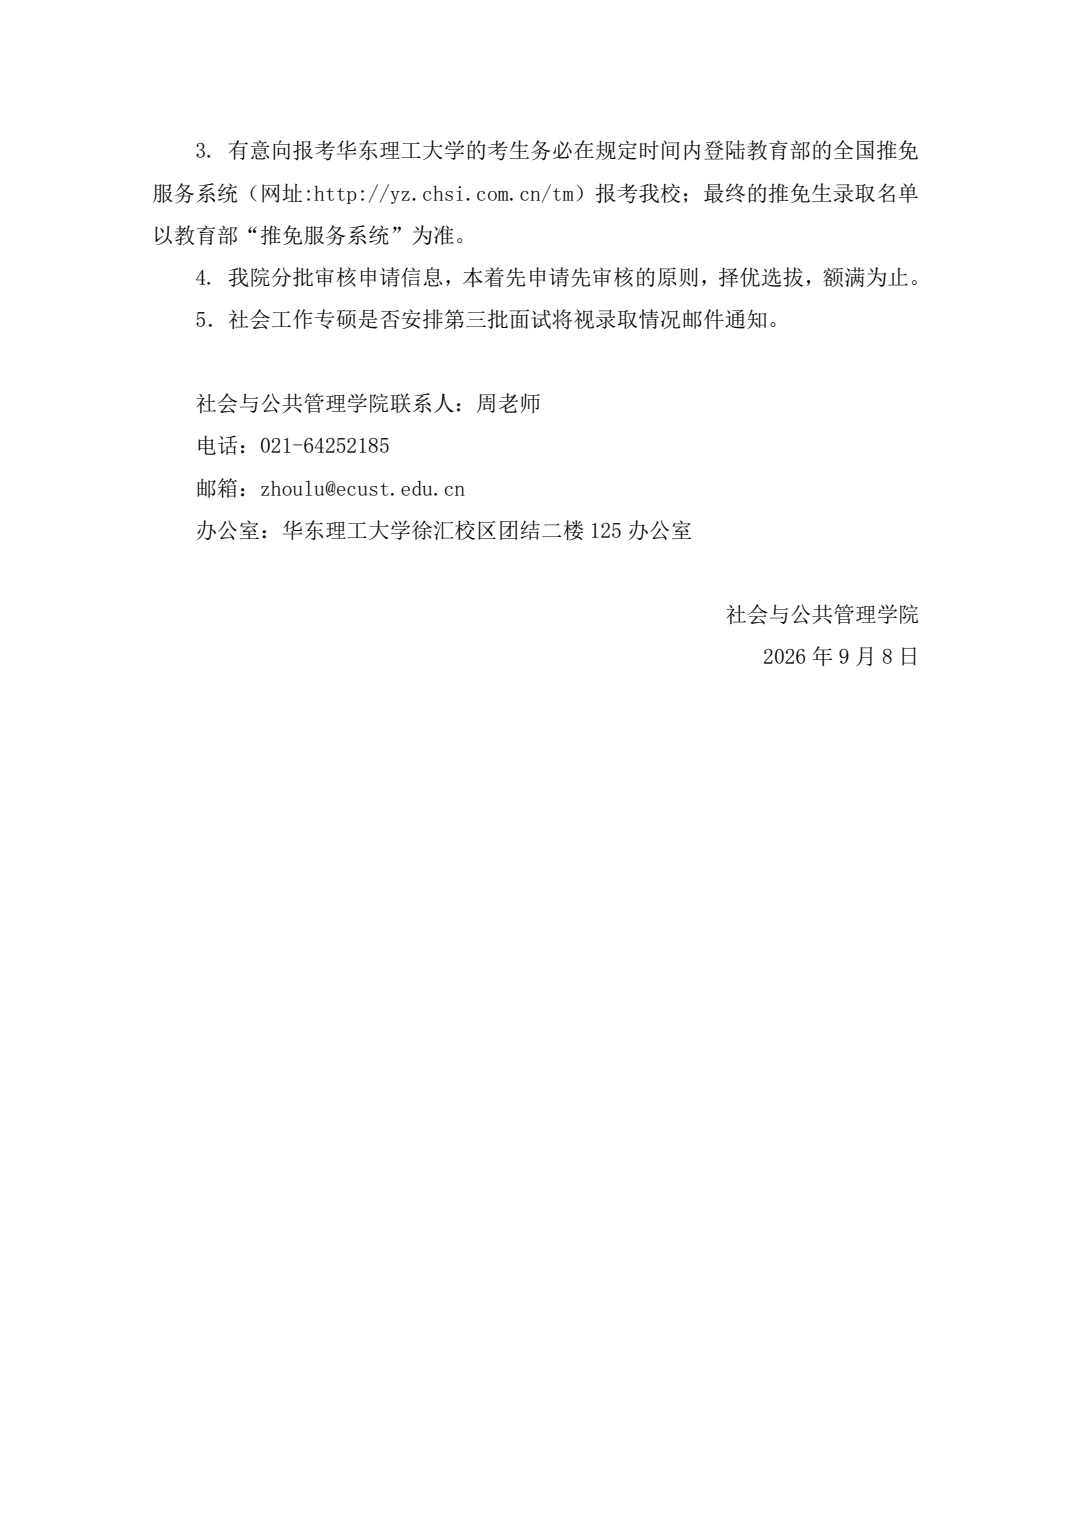 3. 有意向报考华东理工大学的考生务必在规定时间内登陆教育部的全国推免
服务系统（网址:http://yz.chsi.com.cn/tm）报考我校；最终的推免生录取名单
以教育部“推免服务系统”为准。
4. 我院分批审核申请信息，本着先申请先审核的原则，择优选拔，额满为止。
5. 社会工作专硕是否安排第三批面试将视录取情况邮件通知。
社会与公共管理学院联系人：周老师
电话：021-64252185
邮箱：zhoulu@ecust.edu.cn
办公室：华东理工大学徐汇校区团结二楼 125 办公室
社会与公共管理学院
2026 年 9 月 8 日